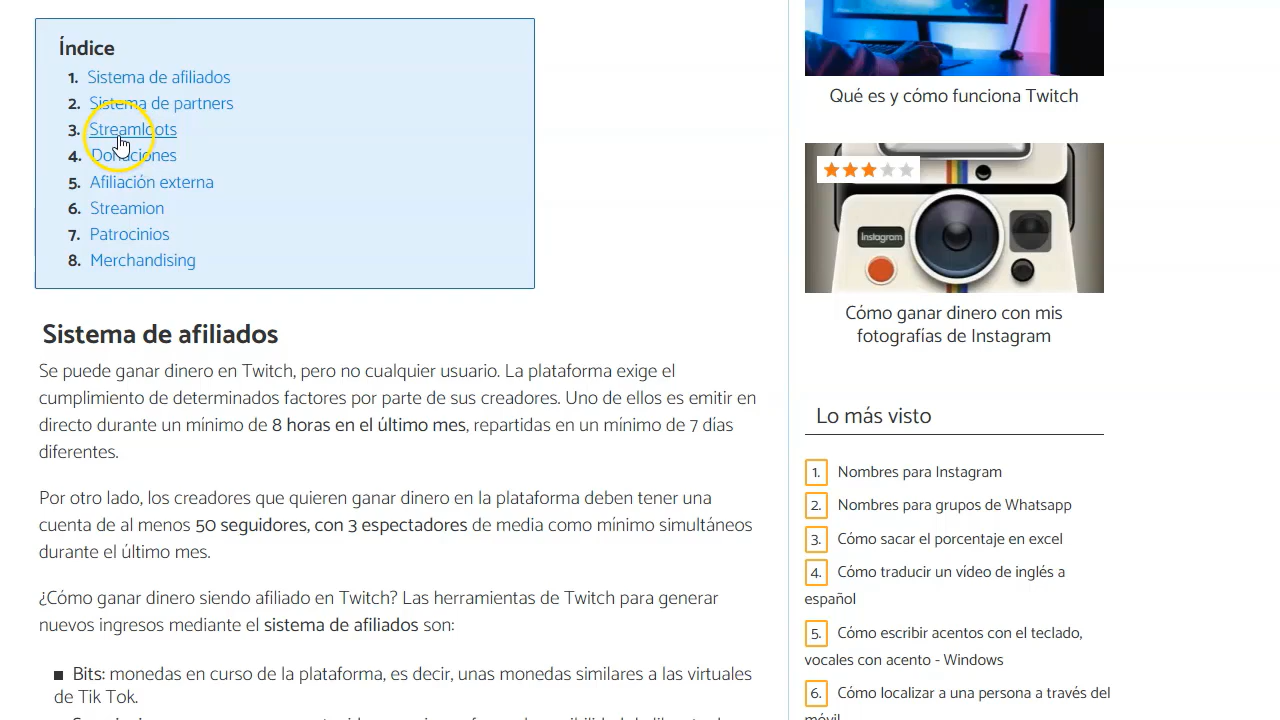 Índice
1. Sistema de afiliados
2. Sistema de partners
3. Streamloots
4. Donaciones
5. Afiliación externa
6. Streamion
7. Patrocinios
8. Merchandising
Sistema de afiliados
Se puede ganar dinero en Twitch, pero no cualquier usuario. La plataforma exige el
cumplimiento de determinados factores por parte de sus creadores. Uno de ellos es emitir en
directo durante un mínimo de 8 horas en el último mes, repartidas en un mínimo de 7 días
diferentes.
Por otro lado, los creadores que quieren ganar dinero en la plataforma deben tener una
cuenta de al menos 50 seguidores, con 3 espectadores de media como mínimo simultáneos
durante el último mes.
¿Cómo ganar dinero siendo afiliado en Twitch? Las herramientas de Twitch para generar
nuevos ingresos mediante el sistema de afiliados son:
■ Bits: monedas en curso de la plataforma, es decir, unas monedas similares a las virtuales
de Tik Tok.
Qué es y cómo funciona Twitch
Instagram
Cómo ganar dinero con mis
fotografías de Instagram
Lo más visto
1. Nombres para Instagram
2. Nombres para grupos de Whatsapp
3. Cómo sacar el porcentaje en excel
4. Cómo traducir un vídeo de inglés a
español
5. Cómo escribir acentos con el teclado,
vocales con acento - Windows
6. Cómo localizar a una persona a través del
móvil